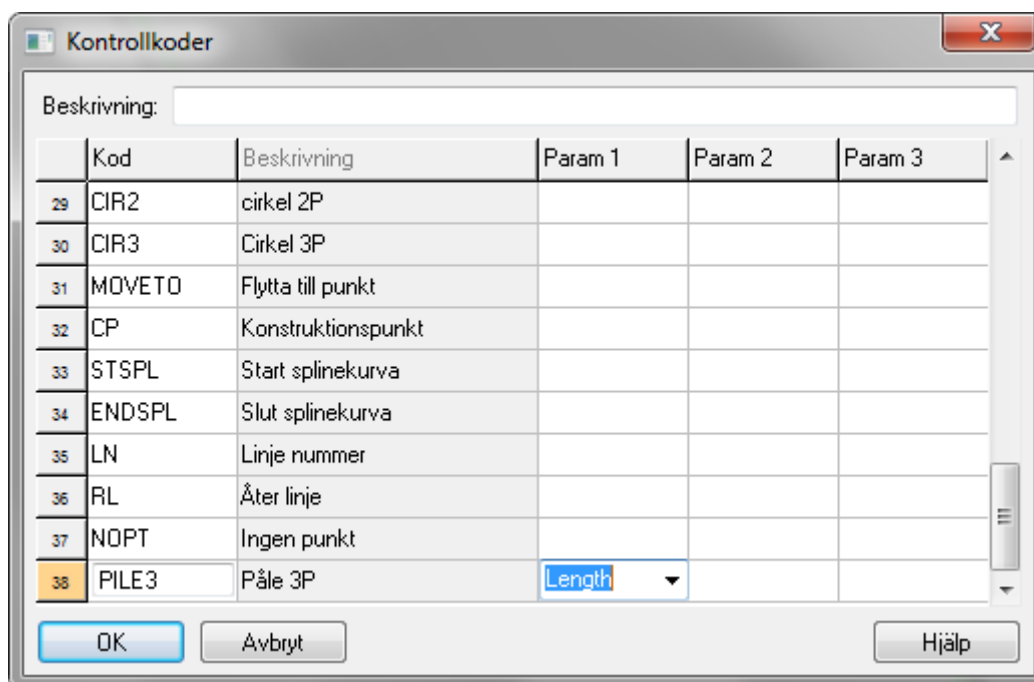 Kontrollkoder
Beskrivning:
Kod Beskrivning Param 1 Param 2 Param 3
29 CIR2 cirkel 2P
30 CIR3 Cirkel 3P
31 MOVETO Flytta till punkt
32 CP Konstruktionspunkt
33 STSPL Start splinekurva
34 ENDSPL Slut splinekurva
35 LN Linje nummer
36 RL Åter linje
37 NOPT Ingen punkt
38 PILE3 Påle 3P Length
OK Avbryt Hjälp